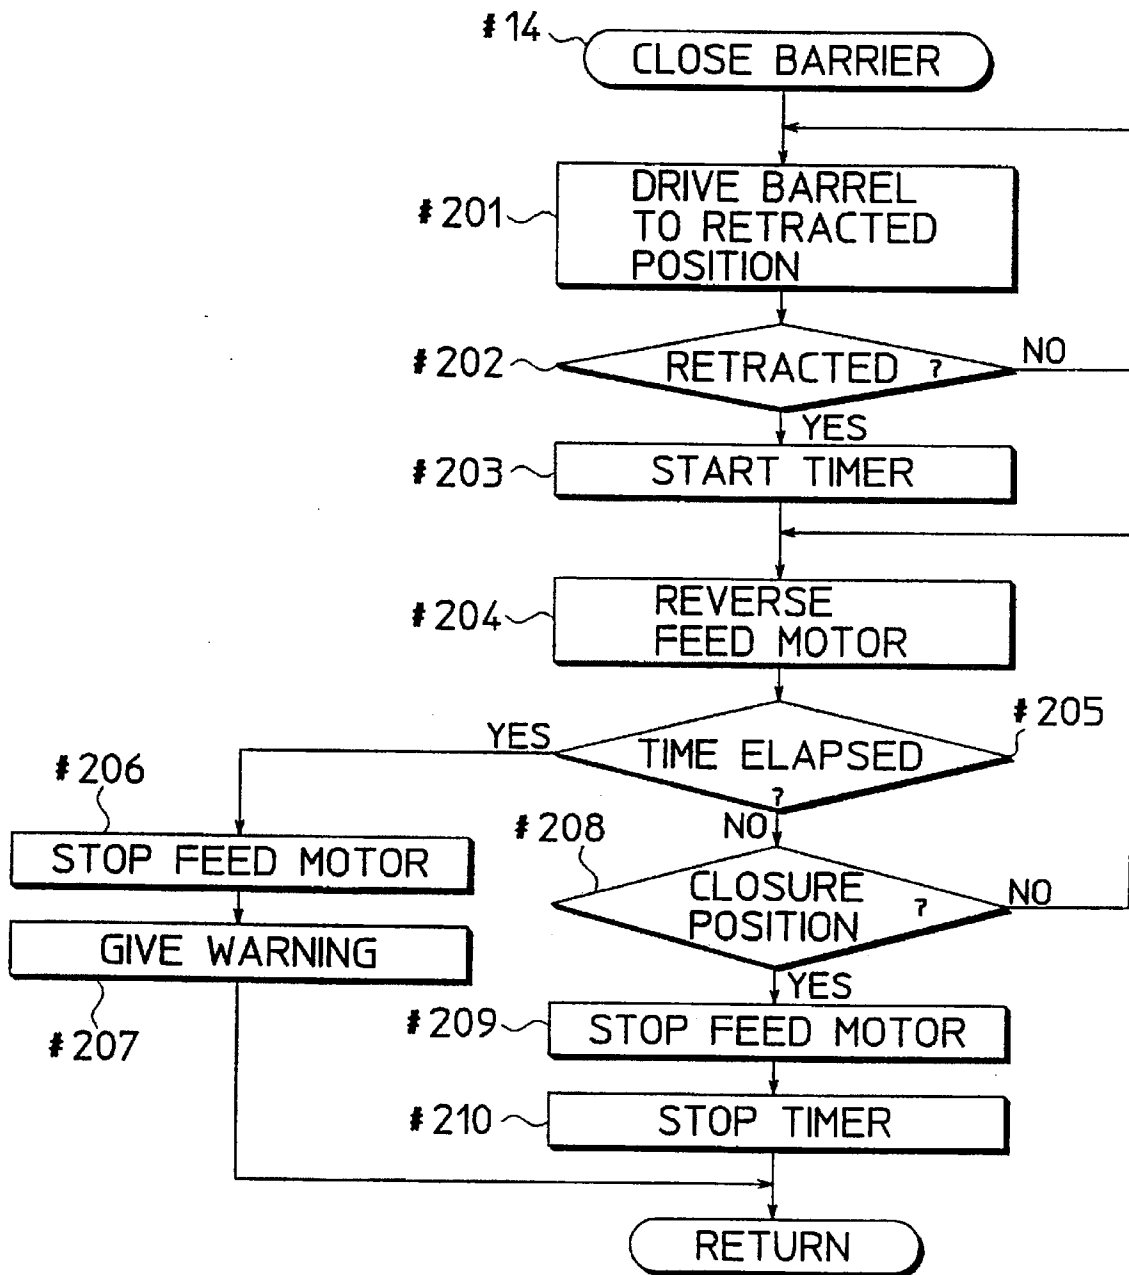 #14
CLOSE BARRIER
#201
DRIVE BARREL
TO RETRACTED
POSITION
#202
RETRACTED ?
NO
YES
#203
START TIMER
#204
REVERSE
FEED MOTOR
#205
YES
TIME ELAPSED
?
NO
#206
STOP FEED MOTOR
#208
CLOSURE
POSITION ?
NO
GIVE WARNING
#207
YES
#209
STOP FEED MOTOR
#210
STOP TIMER
RETURN